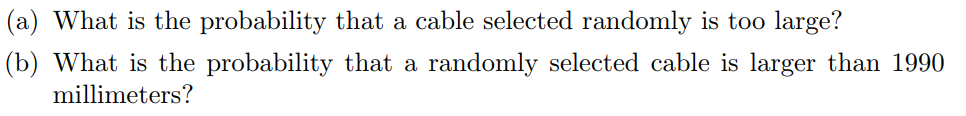 (a) What is the probability that a cable selected randomly is too large?
(b) What is the probability that a randomly selected cable is larger than 1990
millimeters?